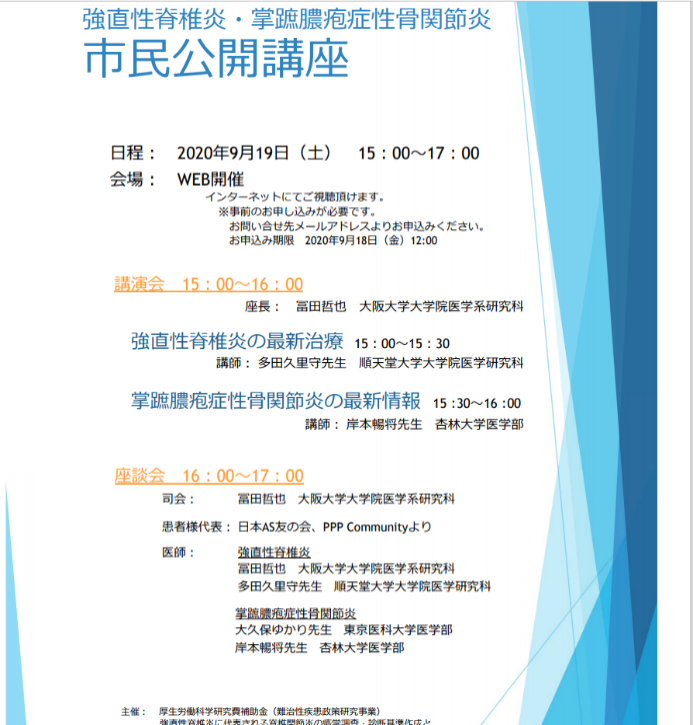 強直性脊椎炎・掌蹠膿疱症性骨関節炎
市民公開講座
日程： 2020年9月19日（土） 15：00～17：00
会場： WEB開催
インターネットにてご視聴頂けます。
※事前のお申し込みが必要です。
お問い合せ先メールアドレスよりお申込みください。
お申込み期限 2020年9月18日（金）12:00
講演会 15：00～16：00
座長： 冨田哲也 大阪大学大学院医学系研究科
強直性脊椎炎の最新治療 15：00～15：30
講師： 多田久里守先生 順天堂大学大学院医学研究科
掌蹠膿疱症性骨関節炎の最新情報 15：30～16：00
講師： 岸本暢将先生 杏林大学医学部
座談会 16：00～17：00
司会： 冨田哲也 大阪大学大学院医学系研究科
患者様代表： 日本AS友の会、PPP Communityより
医師： 強直性脊椎炎
冨田哲也 大阪大学大学院医学系研究科
多田久里守先生 順天堂大学大学院医学研究科
掌蹠膿疱症性骨関節炎
大久保ゆかり先生 東京医科大学医学部
岸本暢将先生 杏林大学医学部
主催： 厚生労働科学研究費補助金（難治性疾患政策研究事業）
強直性脊椎炎に代表される脊椎関節炎の疫学調査・診断基準作成と